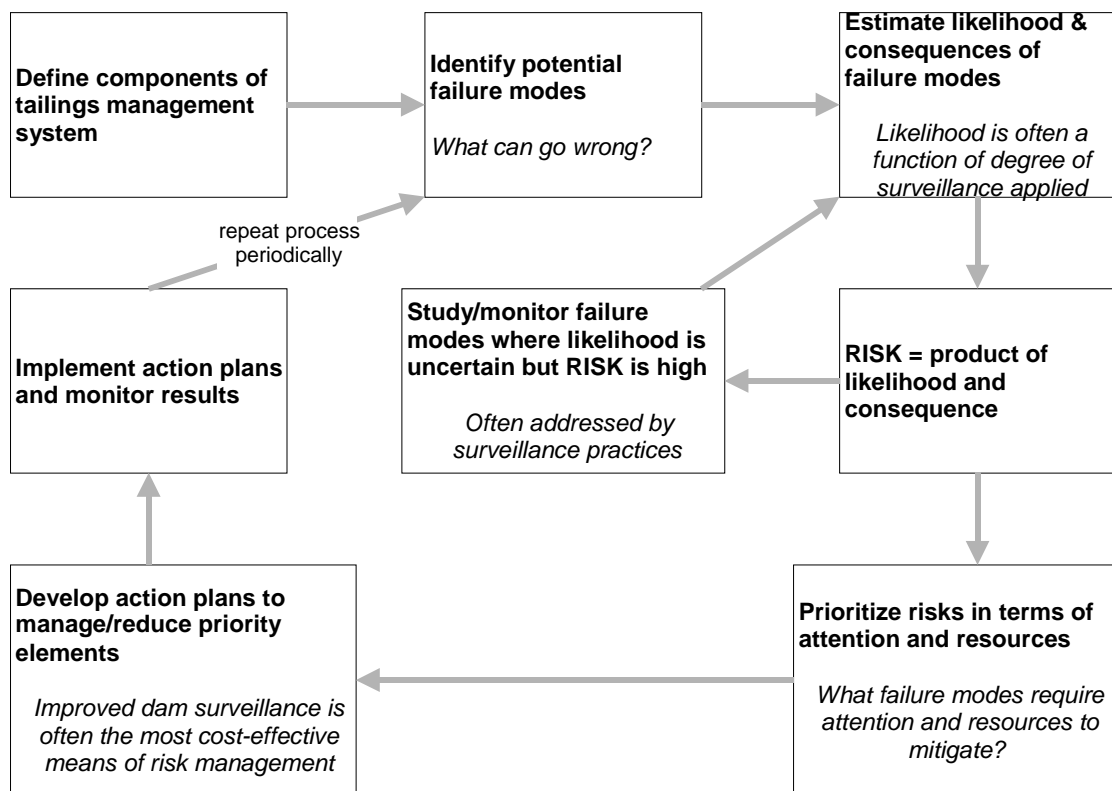 Define components of
tailings management
system
Identify potential
failure modes
What can go wrong?
Estimate likelihood &
consequences of
failure modes
Likelihood is often a
function of degree of
surveillance applied
repeat process
periodically
Implement action plans
and monitor results
Study/monitor failure
modes where likelihood is
uncertain but RISK is high
Often addressed by
surveillance practices
RISK = product of
likelihood and
consequence
Develop action plans to
manage/reduce priority
elements
Improved dam surveillance is
often the most cost-effective
means of risk management
Prioritize risks in terms of
attention and resources
What failure modes require
attention and resources to
mitigate?